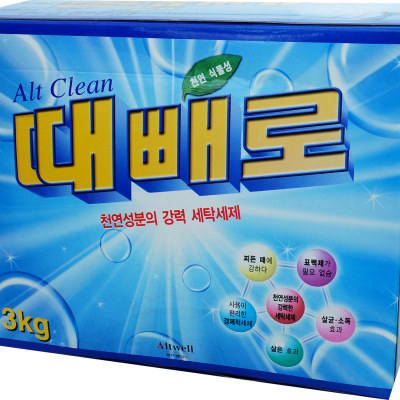 천연 식물성
Alt Clean
때빼로
천연성분의 강력 세탁세제
찌든 때에
강하다
표백제가
필요 없슴
사용이
편리한
경제적세제
천연성분의
강력한
세탁세제
살균·소독
효과
삶은 효과
3kg
Altwell